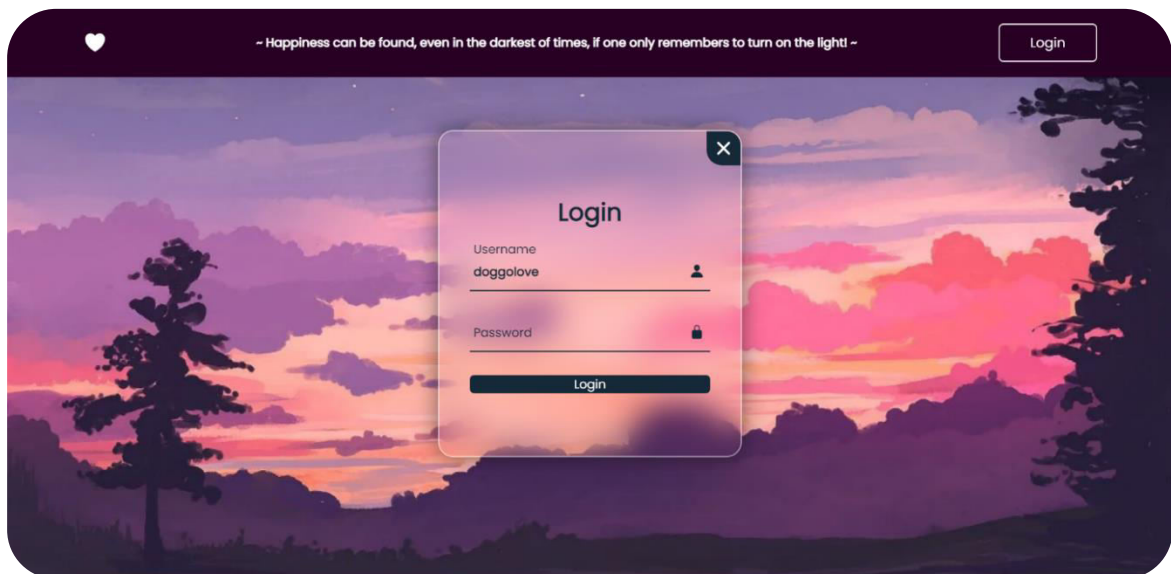 ~ Happiness can be found, even in the darkest of times, if one only remembers to turn on the light! ~
Login
Login
Username
doggolove
Password
Login